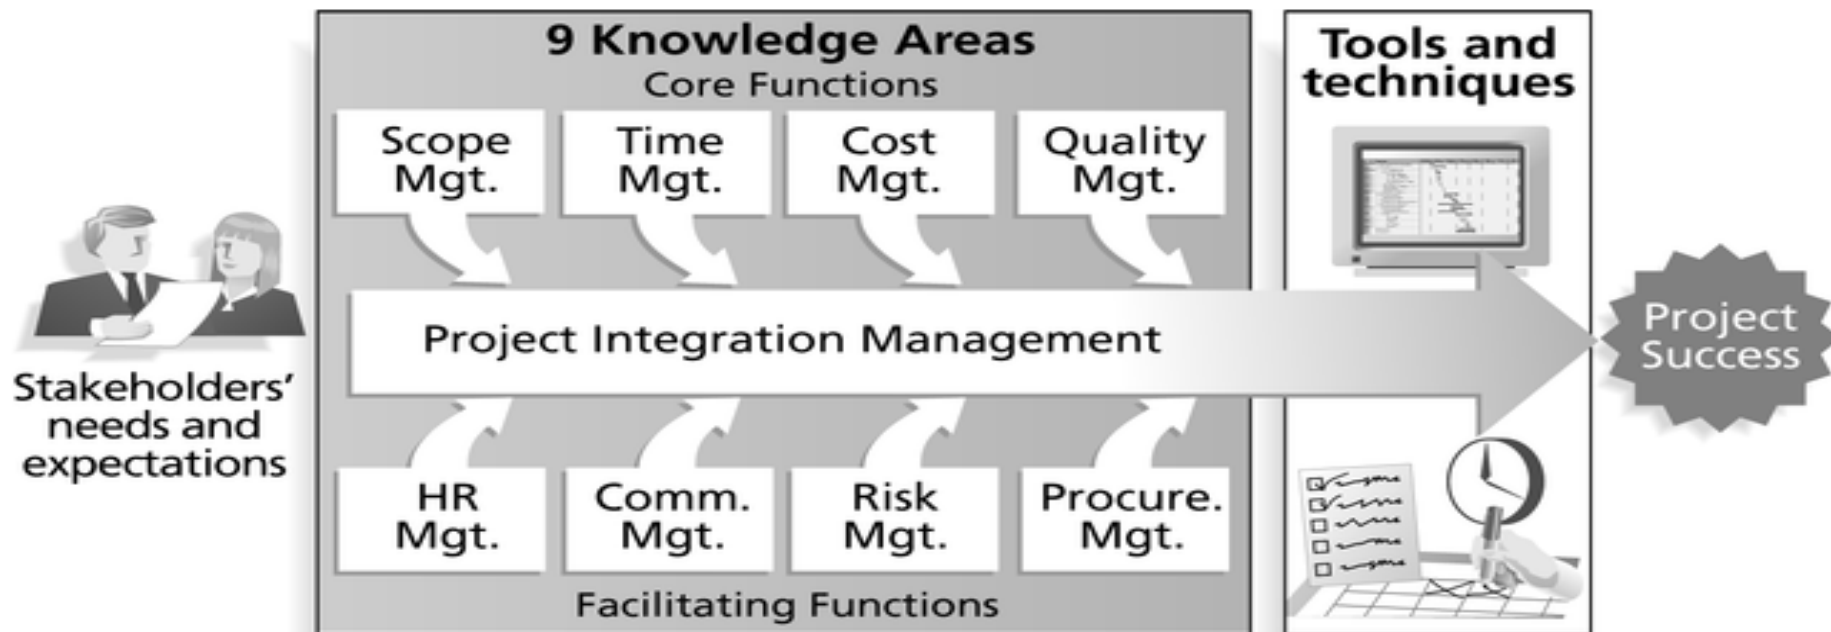 9 Knowledge Areas
Core Functions
Scope
Mgt.
Time
Mgt.
Cost
Mgt.
Quality
Mgt.
Project Integration Management
HR
Mgt.
Comm.
Mgt.
Risk
Mgt.
Procure.
Mgt.
Facilitating Functions
Stakeholders’
needs and
expectations
Tools and
techniques
Project
Success